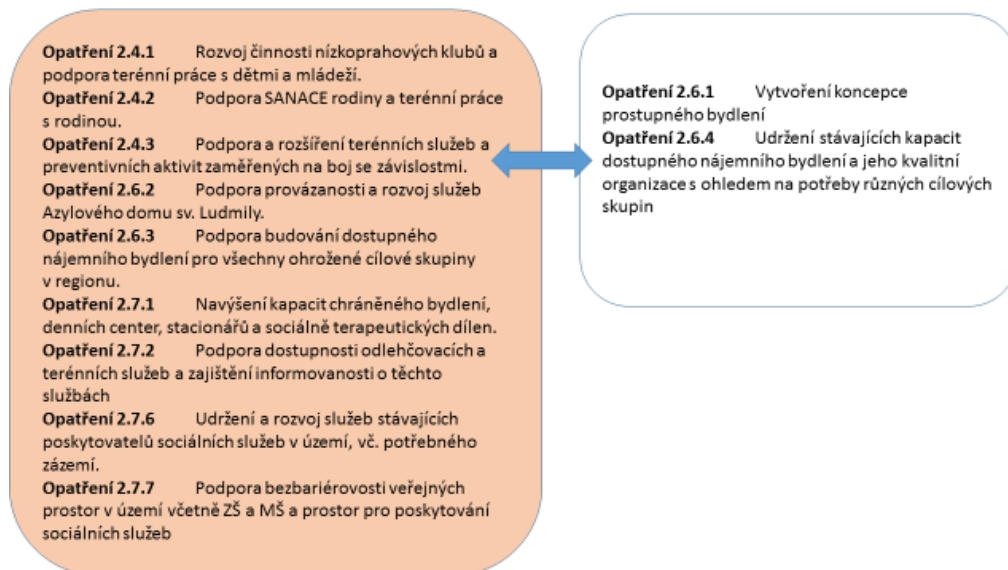 Opatření 2.4.1 Rozvoj činnosti nízkoprahových klubů a
podpora terénní práce s dětmi a mládeží.
Opatření 2.4.2 Podpora SANACE rodiny a terénní práce
s rodinou.
Opatření 2.4.3 Podpora a rozšíření terénních služeb a
preventivních aktivit zaměřených na boj se závislostmi.
Opatření 2.6.2 Podpora provázanosti a rozvoj služeb
Azylového domu sv. Ludmily.
Opatření 2.6.3 Podpora budování dostupného
nájemního bydlení pro všechny ohrožené cílové skupiny
v regionu.
Opatření 2.7.1 Navýšení kapacit chráněného bydlení,
denních center, stacionářů a sociálně terapeutických dílen.
Opatření 2.7.2 Podpora dostupnosti odlehčovacích a
terénních služeb a zajištění informovanosti o těchto
službách
Opatření 2.7.6 Udržení a rozvoj služeb stávajících
poskytovatelů sociálních služeb v území, vč. potřebného
zázemí.
Opatření 2.7.7 Podpora bezbariérovosti veřejných
prostor v území včetně ZŠ a MŠ a prostor pro poskytování
sociálních služeb
Opatření 2.6.1 Vytvoření koncepce
prostupného bydlení
Opatření 2.6.4 Udržení stávajících kapacit
dostupného nájemního bydlení a jeho kvalitní
organizace s ohledem na potřeby různých cílových
skupin